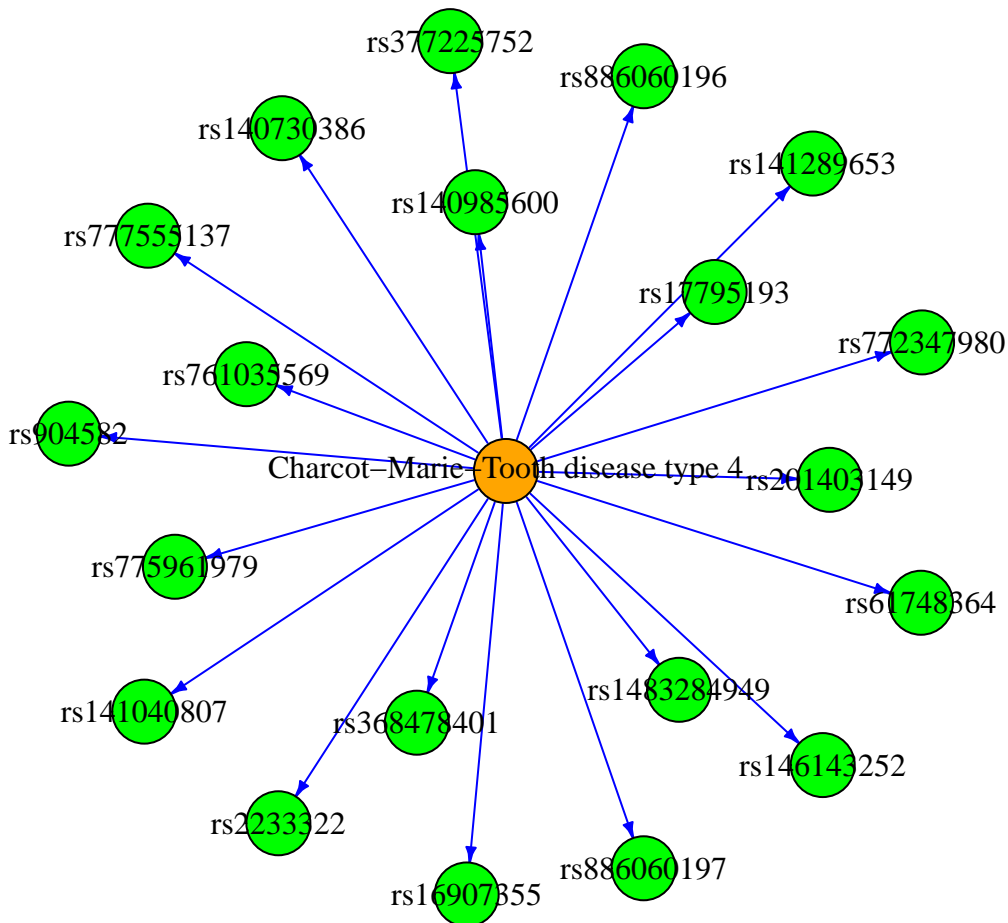 rs377225752
rs886060196
rs140730386
rs141289653
rs140985600
rs777555137
rs17795193
rs772347980
rs761035569
rs904582
Charcot−Marie−Tooth disease type 4
rs201403149
rs775961979
rs61748364
rs1483284949
rs141040807
rs368478401
rs146143252
rs2233322
rs886060197
rs16907355